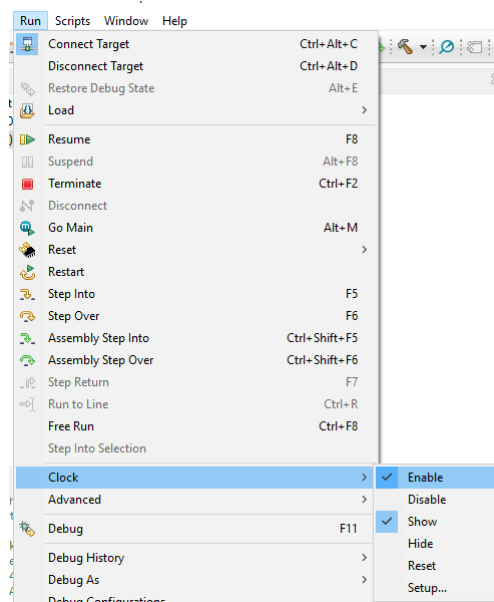 Run Scripts Window Help
Connect Target Ctrl+Alt+C
Disconnect Target Ctrl+Alt+D
Restore Debug State Alt+E
Load >
Resume F8
Suspend Alt+F8
Terminate Ctrl+F2
Disconnect
Go Main Alt+M
Reset >
Restart
Step Into F5
Step Over F6
Assembly Step Into Ctrl+Shift+F5
Assembly Step Over Ctrl+Shift+F6
Step Return F7
Run to Line Ctrl+R
Free Run Ctrl+F8
Step Into Selection
Clock > Enable
Advanced > Disable
Show
Debug F11
Hide
Debug History > Reset
Debug As > Setup...
Debug Configurations